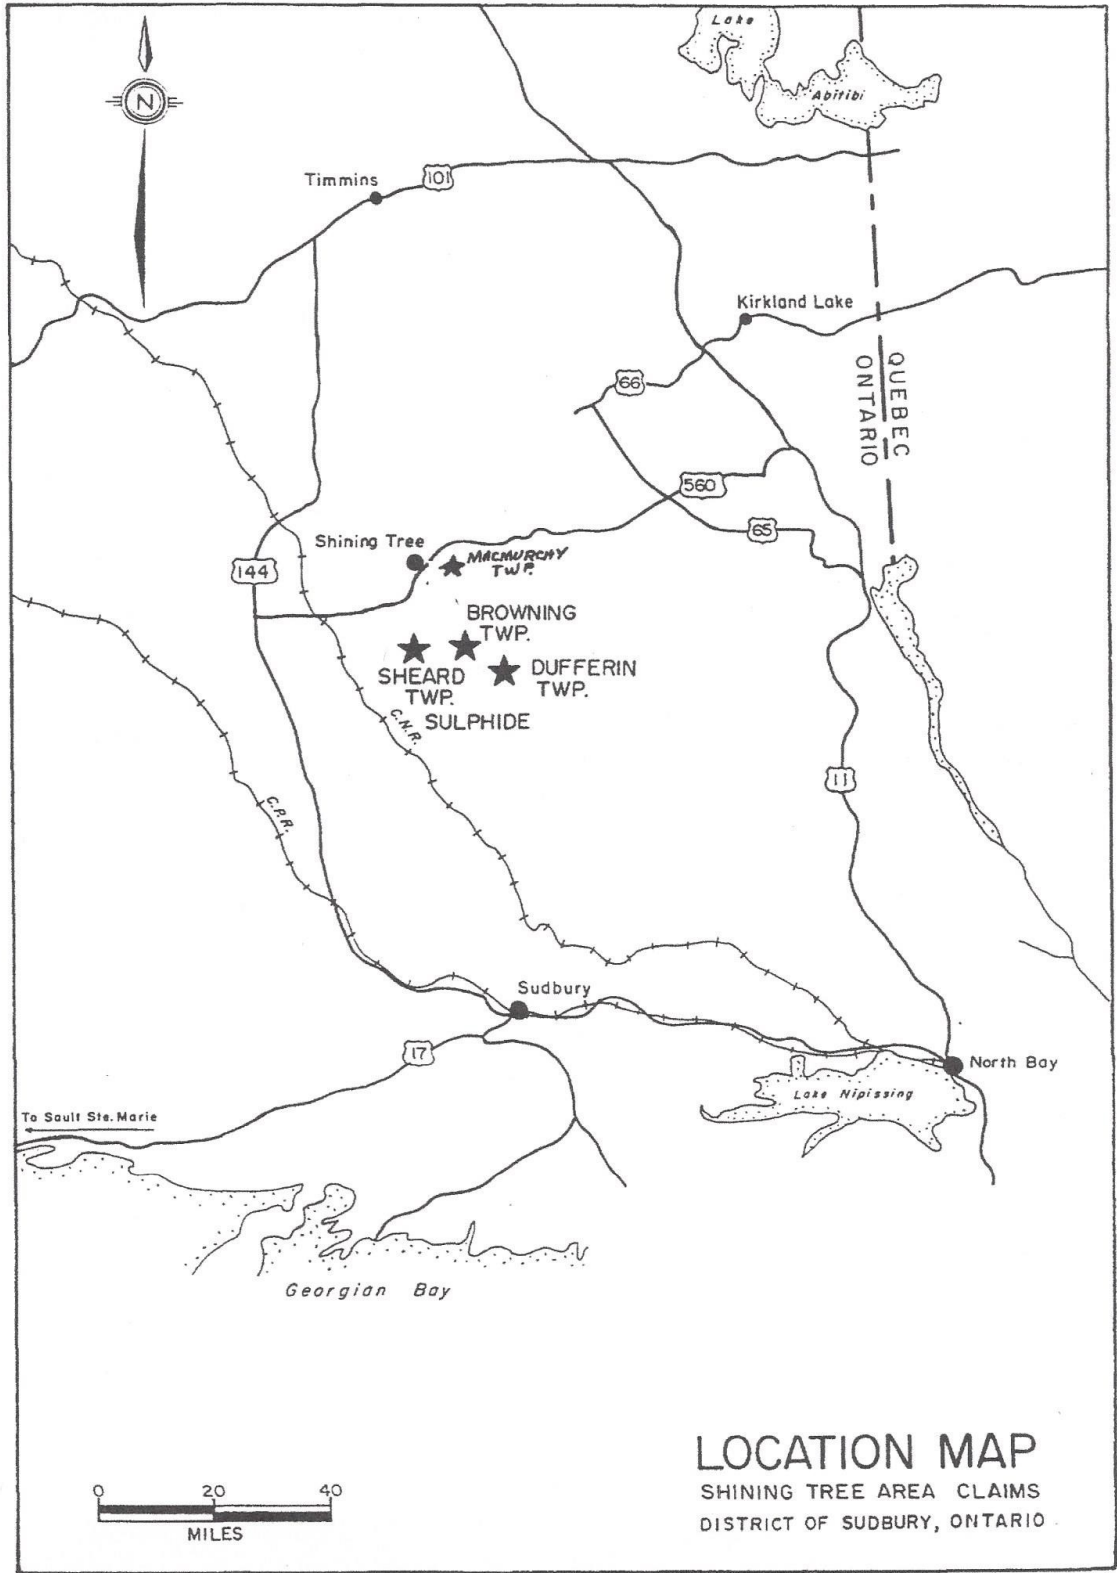 Lake
Abitibi
N
Timmins
101
Kirkland Lake
66
QUEBEC
ONTARIO
560
65
Shining Tree
MACMURCHY
TWP.
144
BROWNING
TWP.
SHEARD
TWP.
DUFFERIN
TWP.
SULPHIDE
C.N.R.
C.P.R.
11
Sudbury
17
North Bay
Lake Nipissing
To Sault Ste. Marie
Georgian Bay
LOCATION MAP
SHINING TREE AREA CLAIMS
DISTRICT OF SUDBURY, ONTARIO
0 20 40
MILES